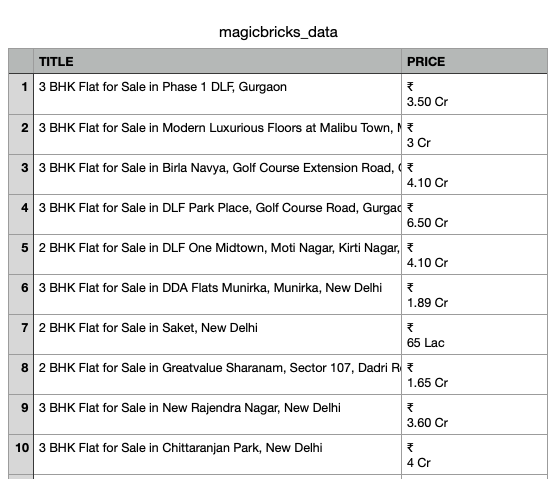 magicbricks_data
TITLE PRICE
1 3 BHK Flat for Sale in Phase 1 DLF, Gurgaon ₹
3.50 Cr
2 3 BHK Flat for Sale in Modern Luxurious Floors at Malibu Town, ₹
3 Cr
3 3 BHK Flat for Sale in Birla Navya, Golf Course Extension Road, ₹
4.10 Cr
4 3 BHK Flat for Sale in DLF Park Place, Golf Course Road, ₹
6.50 Cr
5 2 BHK Flat for Sale in DLF One Midtown, Moti Nagar, Kirti Nagar, ₹
4.10 Cr
6 3 BHK Flat for Sale in DDA Flats Munirka, Munirka, New Delhi ₹
1.89 Cr
7 2 BHK Flat for Sale in Saket, New Delhi ₹
65 Lac
8 2 BHK Flat for Sale in Greatvalue Sharanam, Sector 107, Dadri ₹
1.65 Cr
9 3 BHK Flat for Sale in New Rajendra Nagar, New Delhi ₹
3.60 Cr
10 3 BHK Flat for Sale in Chittaranjan Park, New Delhi ₹
4 Cr